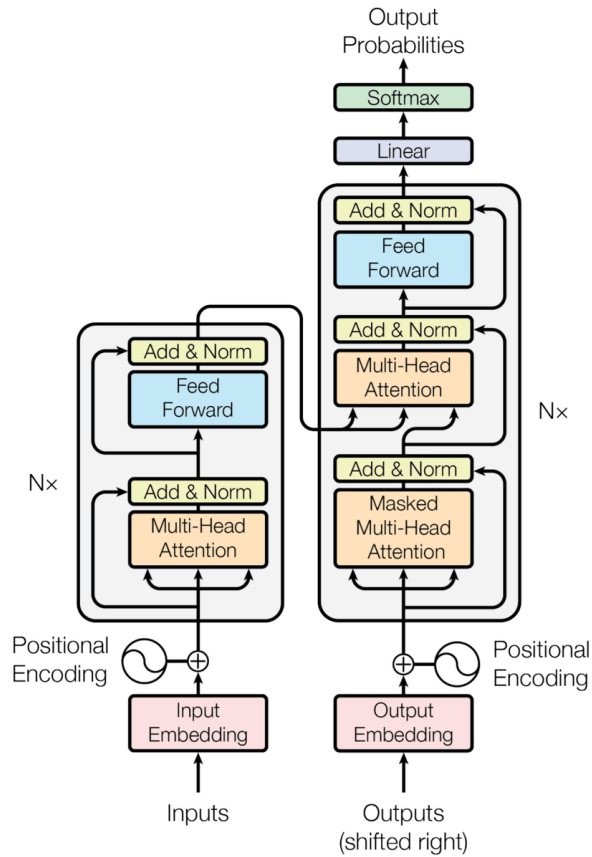 Output
Probabilities
Softmax
Linear
Add & Norm
Feed
Forward
Add & Norm
Multi-Head
Attention
Add & Norm
Masked
Multi-Head
Attention
N×
Add & Norm
Feed
Forward
Add & Norm
Multi-Head
Attention
N×
Positional
Encoding
Positional
Encoding
Input
Embedding
Output
Embedding
Inputs
Outputs
(shifted right)